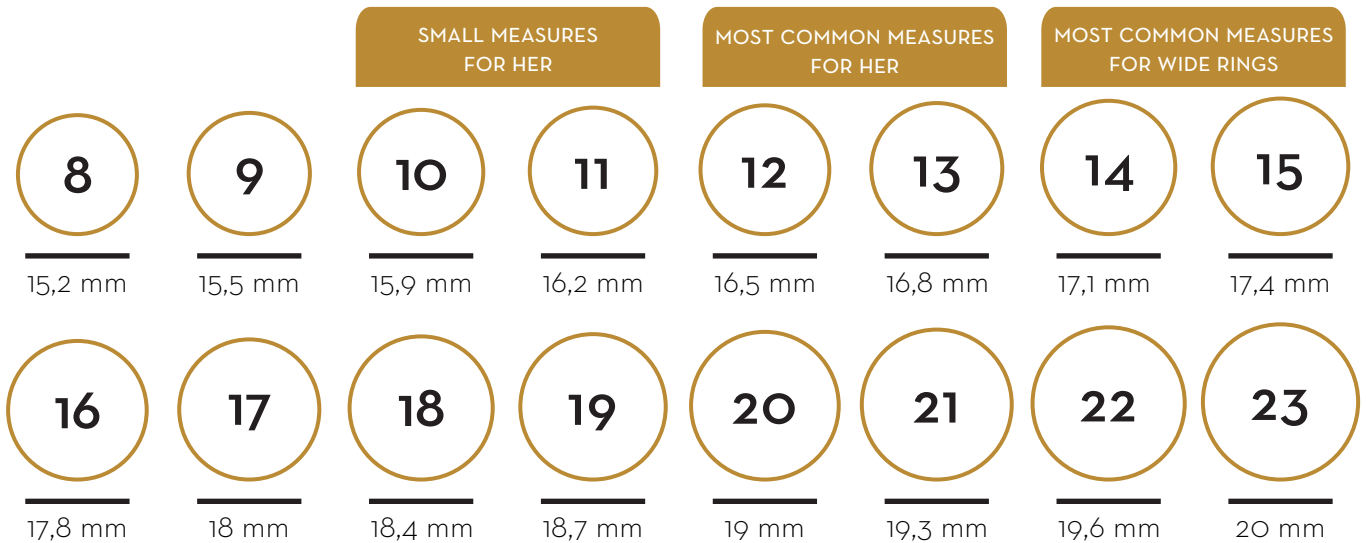 SMALL MEASURES
FOR HER
MOST COMMON MEASURES
FOR HER
MOST COMMON MEASURES
FOR WIDE RINGS
8 9 10 11 12 13 14 15
15,2 mm 15,5 mm 15,9 mm 16,2 mm 16,5 mm 16,8 mm 17,1 mm 17,4 mm
16 17 18 19 20 21 22 23
17,8 mm 18 mm 18,4 mm 18,7 mm 19 mm 19,3 mm 19,6 mm 20 mm